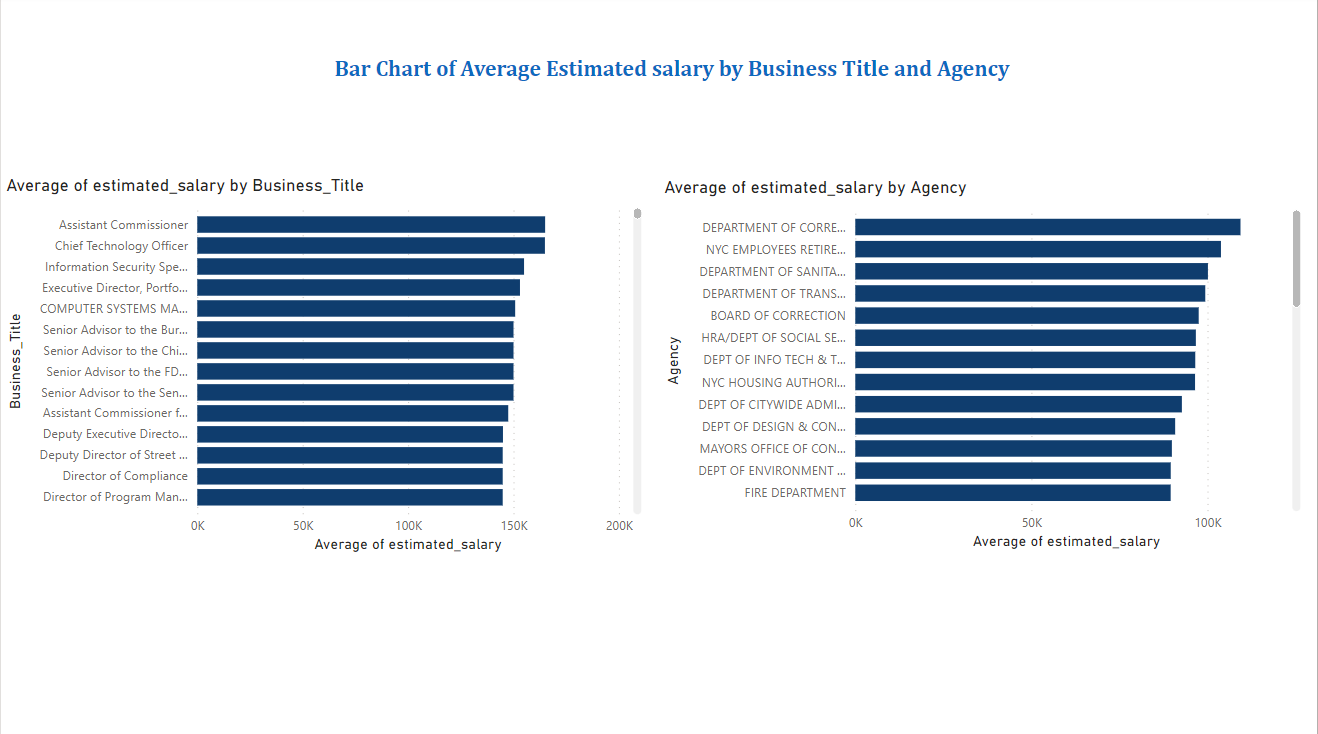 Bar Chart of Average Estimated salary by Business Title and Agency
Average of estimated_salary by Business_Title
Business_Title
Assistant Commissioner
Chief Technology Officer
Information Security Spe...
Executive Director, Portfo...
COMPUTER SYSTEMS MA...
Senior Advisor to the Bur...
Senior Advisor to the Chi...
Senior Advisor to the FD...
Senior Advisor to the Sen...
Assistant Commissioner f...
Deputy Executive Directo...
Deputy Director of Street ...
Director of Compliance
Director of Program Man...
0K 50K 100K 150K 200K
Average of estimated_salary
Average of estimated_salary by Agency
Agency
DEPARTMENT OF CORRE...
NYC EMPLOYEES RETIRE...
DEPARTMENT OF SANITA...
DEPARTMENT OF TRANS...
BOARD OF CORRECTION
HRA/DEPT OF SOCIAL SE...
DEPT OF INFO TECH & T...
NYC HOUSING AUTHORI...
DEPT OF CITYWIDE ADMI...
DEPT OF DESIGN & CON...
MAYORS OFFICE OF CON...
DEPT OF ENVIRONMENT ...
FIRE DEPARTMENT
0K 50K 100K
Average of estimated_salary